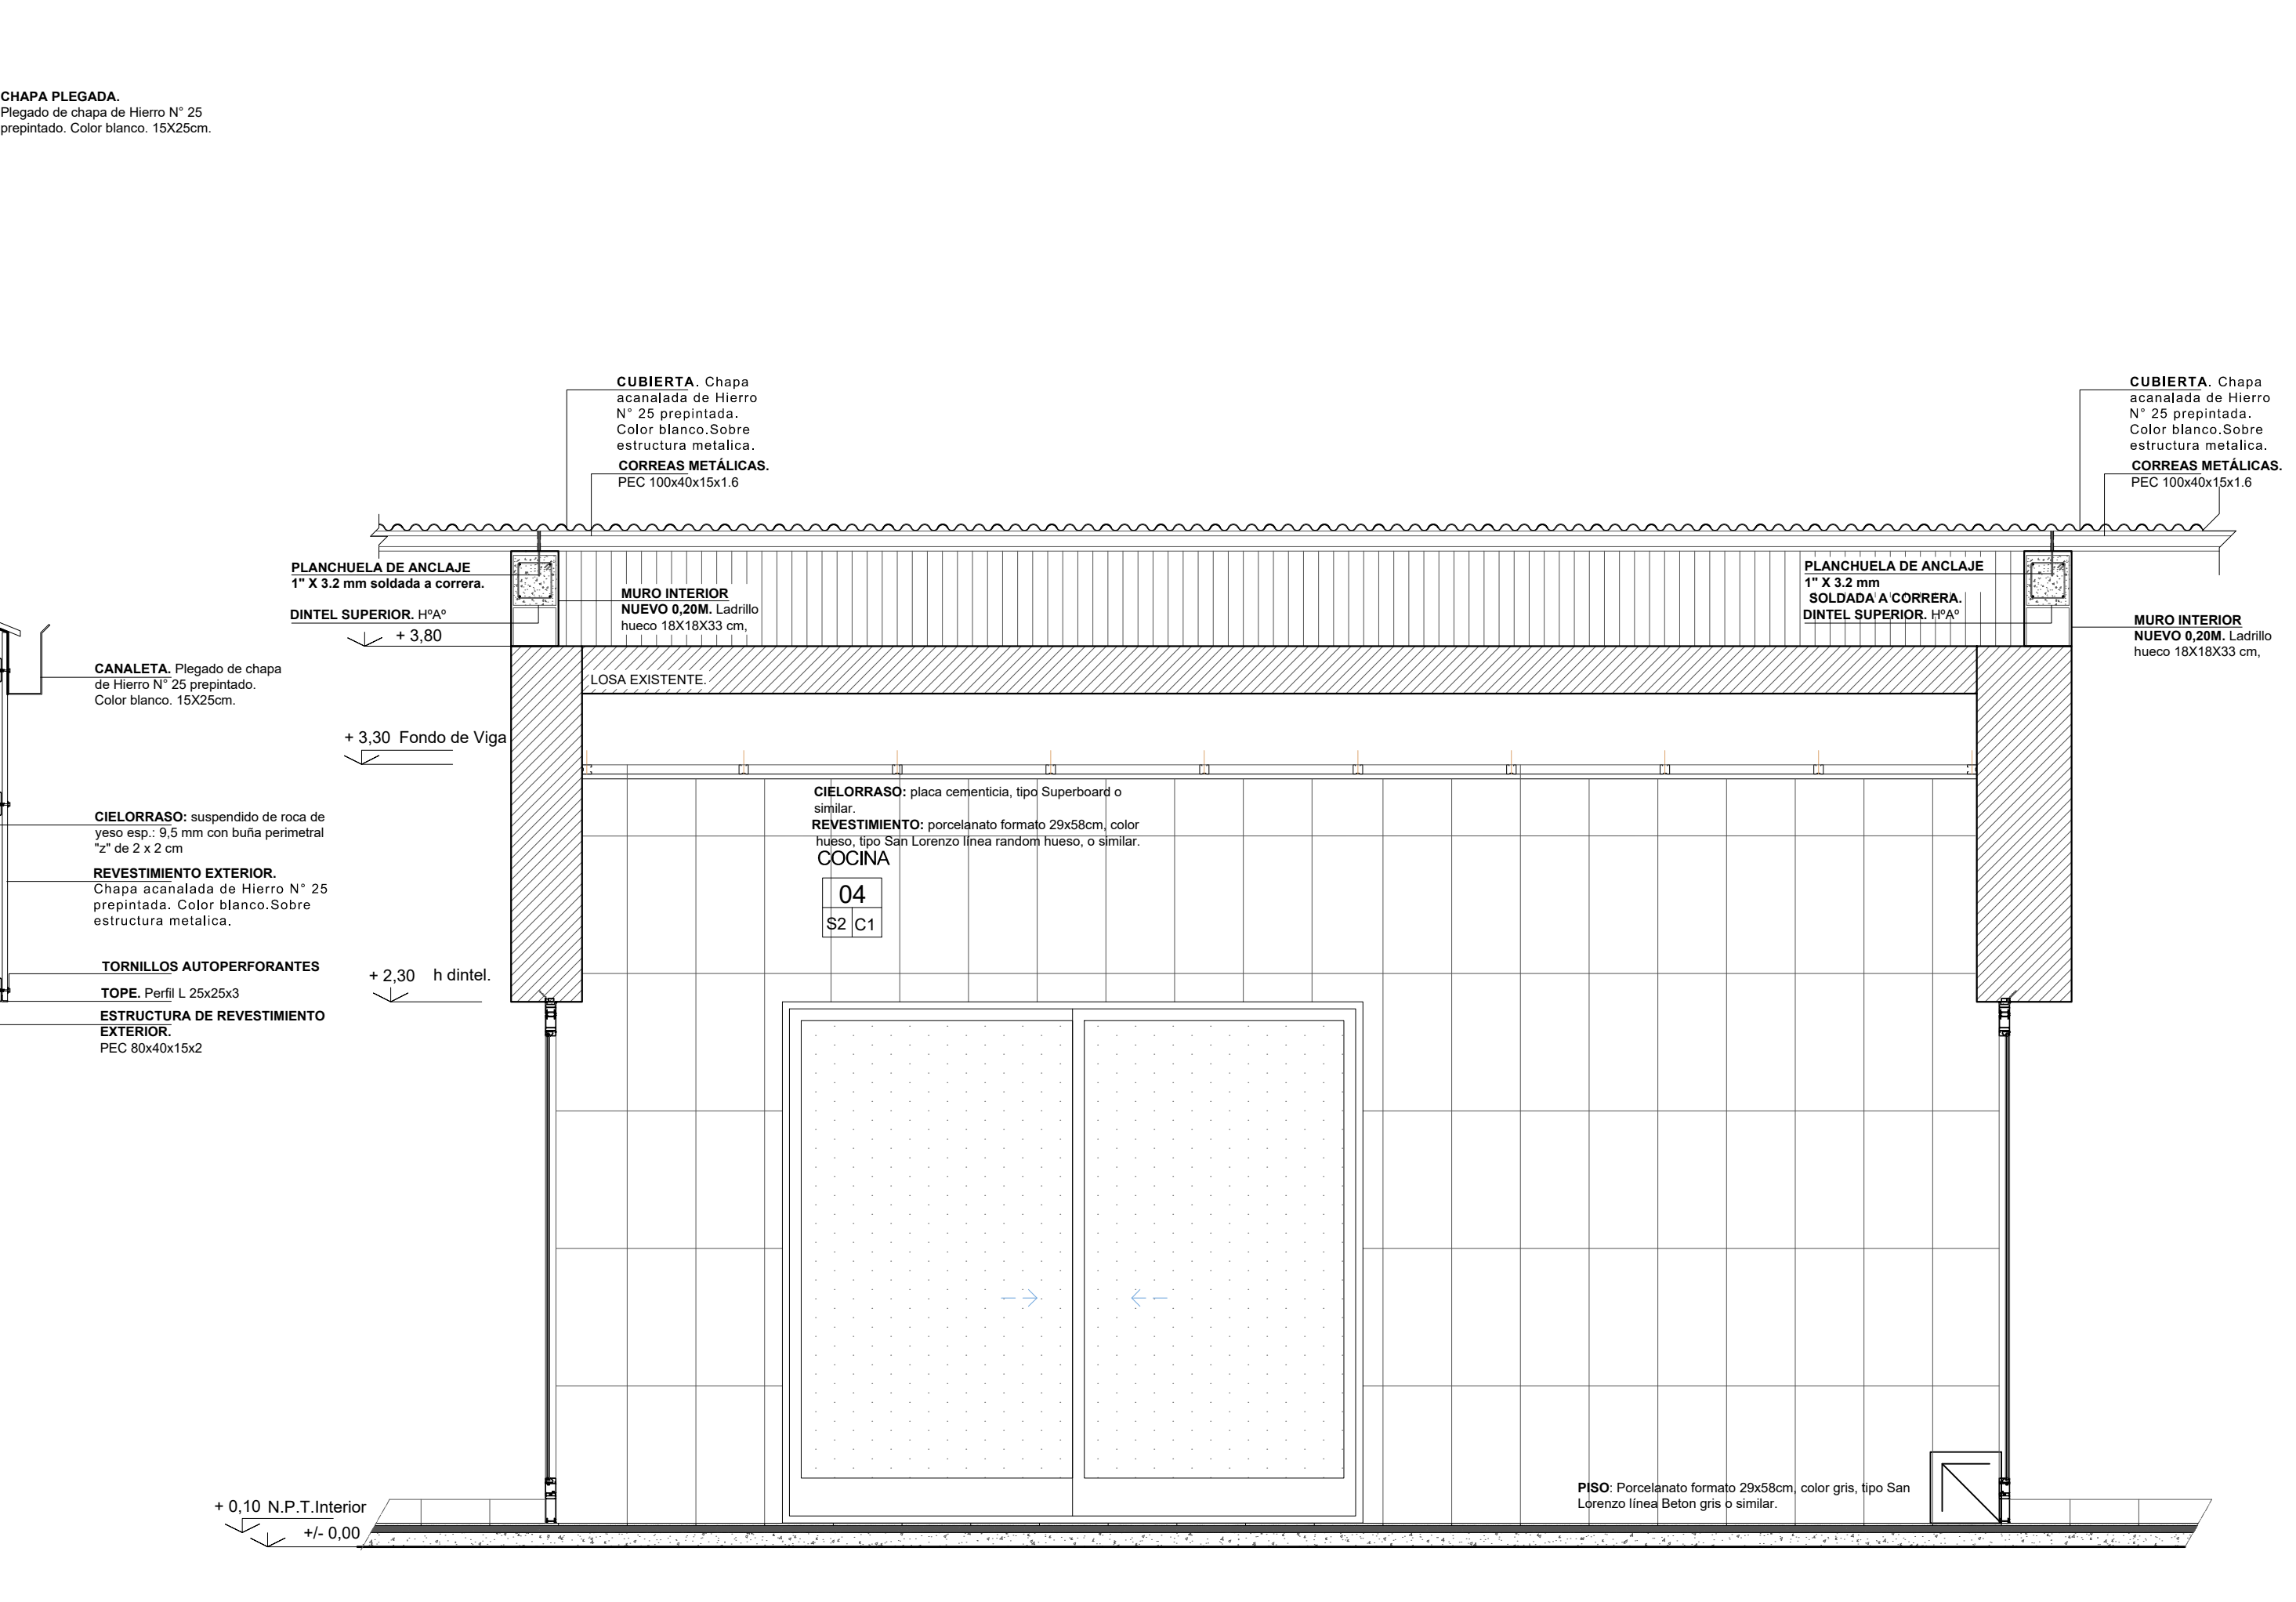 CHAPA PLEGADA.
Plegado de chapa de Hierro N° 25
prepintado. Color blanco. 15X25cm.
CUBIERTA. Chapa
acanalada de Hierro
N° 25 prepintada.
Color blanco.Sobre
estructura metalica.
CORREAS METÁLICAS.
PEC 100x40x15x1.6
CUBIERTA. Chapa
acanalada de Hierro
N° 25 prepintada.
Color blanco.Sobre
estructura metalica.
CORREAS METÁLICAS.
PEC 100x40x15x1.6
PLANCHUELA DE ANCLAJE
1" X 3.2 mm soldada a correra.
DINTEL SUPERIOR. HºAº
+ 3,80
MURO INTERIOR
NUEVO 0,20M. Ladrillo
hueco 18X18X33 cm,
PLANCHUELA DE ANCLAJE
1" X 3.2 mm
SOLDADA A CORRERA.
DINTEL SUPERIOR. HºAº
MURO INTERIOR
NUEVO 0,20M. Ladrillo
hueco 18X18X33 cm,
CANALETA. Plegado de chapa
de Hierro N° 25 prepintado.
Color blanco. 15X25cm.
LOSA EXISTENTE.
+ 3,30 Fondo de Viga
CIELORRASO: suspendido de roca de
yeso esp.: 9,5 mm con buña perimetral
"z" de 2 x 2 cm
REVESTIMIENTO EXTERIOR.
Chapa acanalada de Hierro N° 25
prepintada. Color blanco.Sobre
estructura metalica.
CIELORRASO: placa cementicia, tipo Superboard o
similar.
REVESTIMIENTO: porcelanato formato 29x58cm, color
hueso, tipo San Lorenzo línea random hueso, o similar.
COCINA
04
S2 C1
TORNILLOS AUTOPERFORANTES
TOPE. Perfil L 25x25x3
ESTRUCTURA DE REVESTIMIENTO
EXTERIOR.
PEC 80x40x15x2
+ 2,30 h dintel.
PISO: Porcelanato formato 29x58cm, color gris, tipo San
Lorenzo línea Beton gris o similar.
+ 0,10 N.P.T.Interior
+/- 0,00